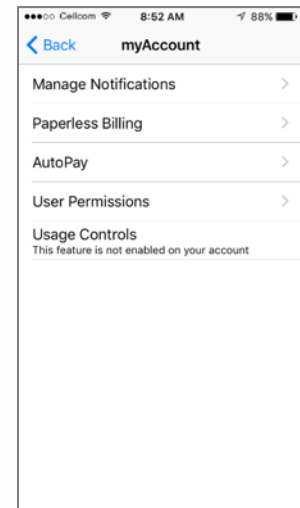 Cellcom 8:52 AM 88%
Back myAccount
Manage Notifications
Paperless Billing
AutoPay
User Permissions
Usage Controls
This feature is not enabled on your account